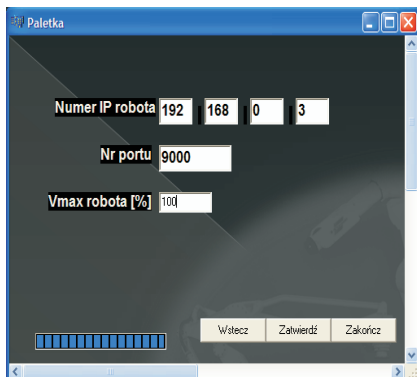 Paletka
Numer IP robota 192 168 0 3
Nr portu 9000
Vmax robota [%] 100
Wstecz Zatwierdź Zakończ